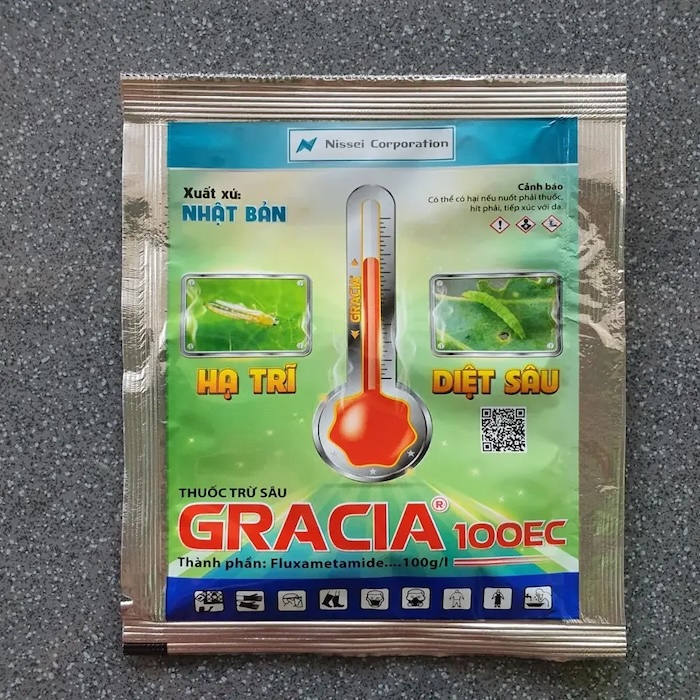 Nissei Corporation
Xuất xứ:
NHẬT BẢN
Cảnh báo
Có thể có hại nếu nuốt phải thuốc,
hít phải, tiếp xúc với da.
GRACIA
HẠ TRĨ
DIỆT SÂU
THUỐC TRỪ SÂU
GRACIA® 100EC
Thành phần: Fluxametamide....100g/l